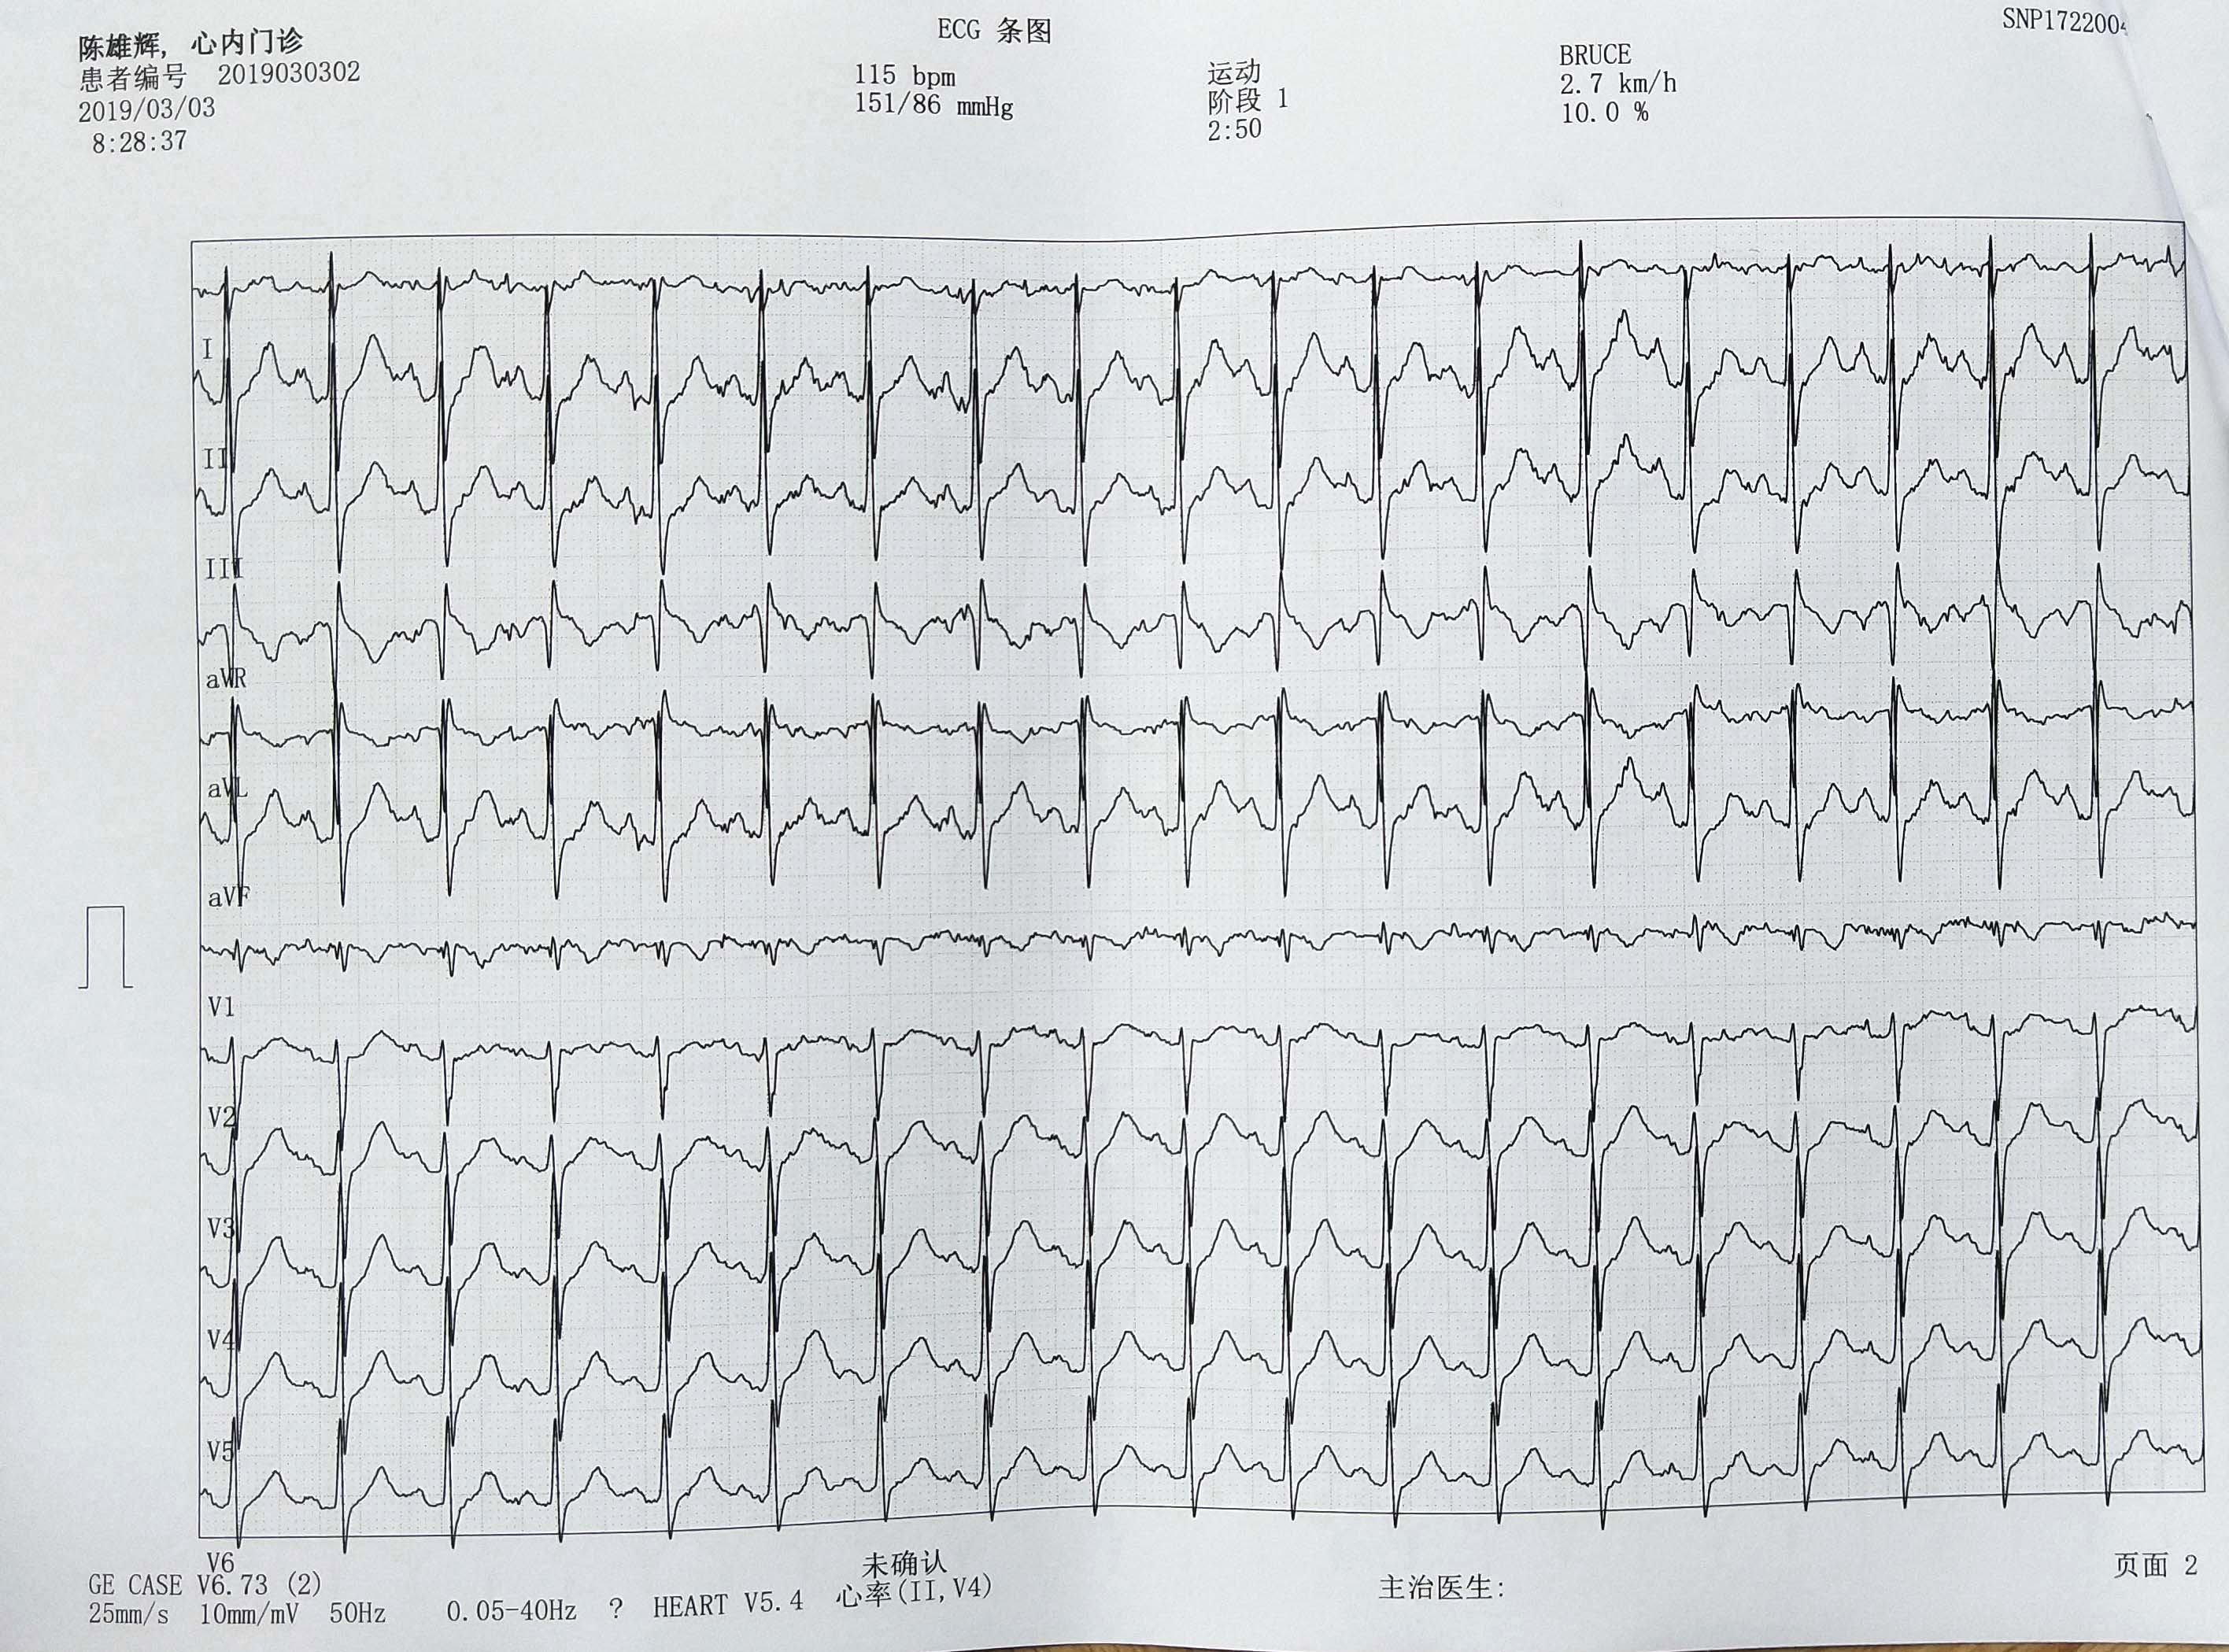 ECG 条图
SNP1722004
陈雄辉, 心内门诊
患者编号 2019030302
2019/03/03
8:28:37
115 bpm
151/86 mmHg
运动
阶段 1
2:50
BRUCE
2.7 km/h
10.0 %
I
II
III
aVR
aVL
aVF
V1
V2
V3
V4
V5
V6
GE CASE V6.73 (2)
25mm/s 10mm/mV 50Hz 0.05-40Hz ? HEART V5.4 心率(II,V4)
未确认
主治医生:
页面 2